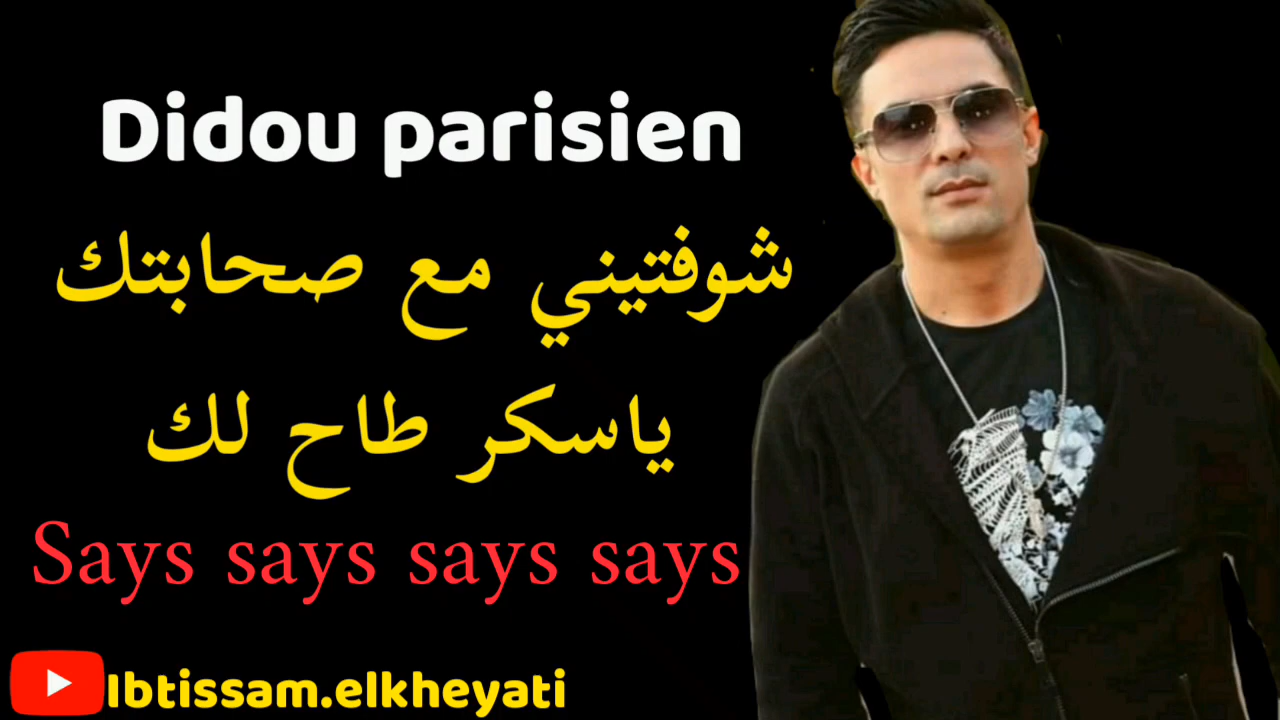 Didou parisien
شوفتيني مع صحابتك
ياسكر طاح لك
Says says says says
Ibtissam.elkheyati